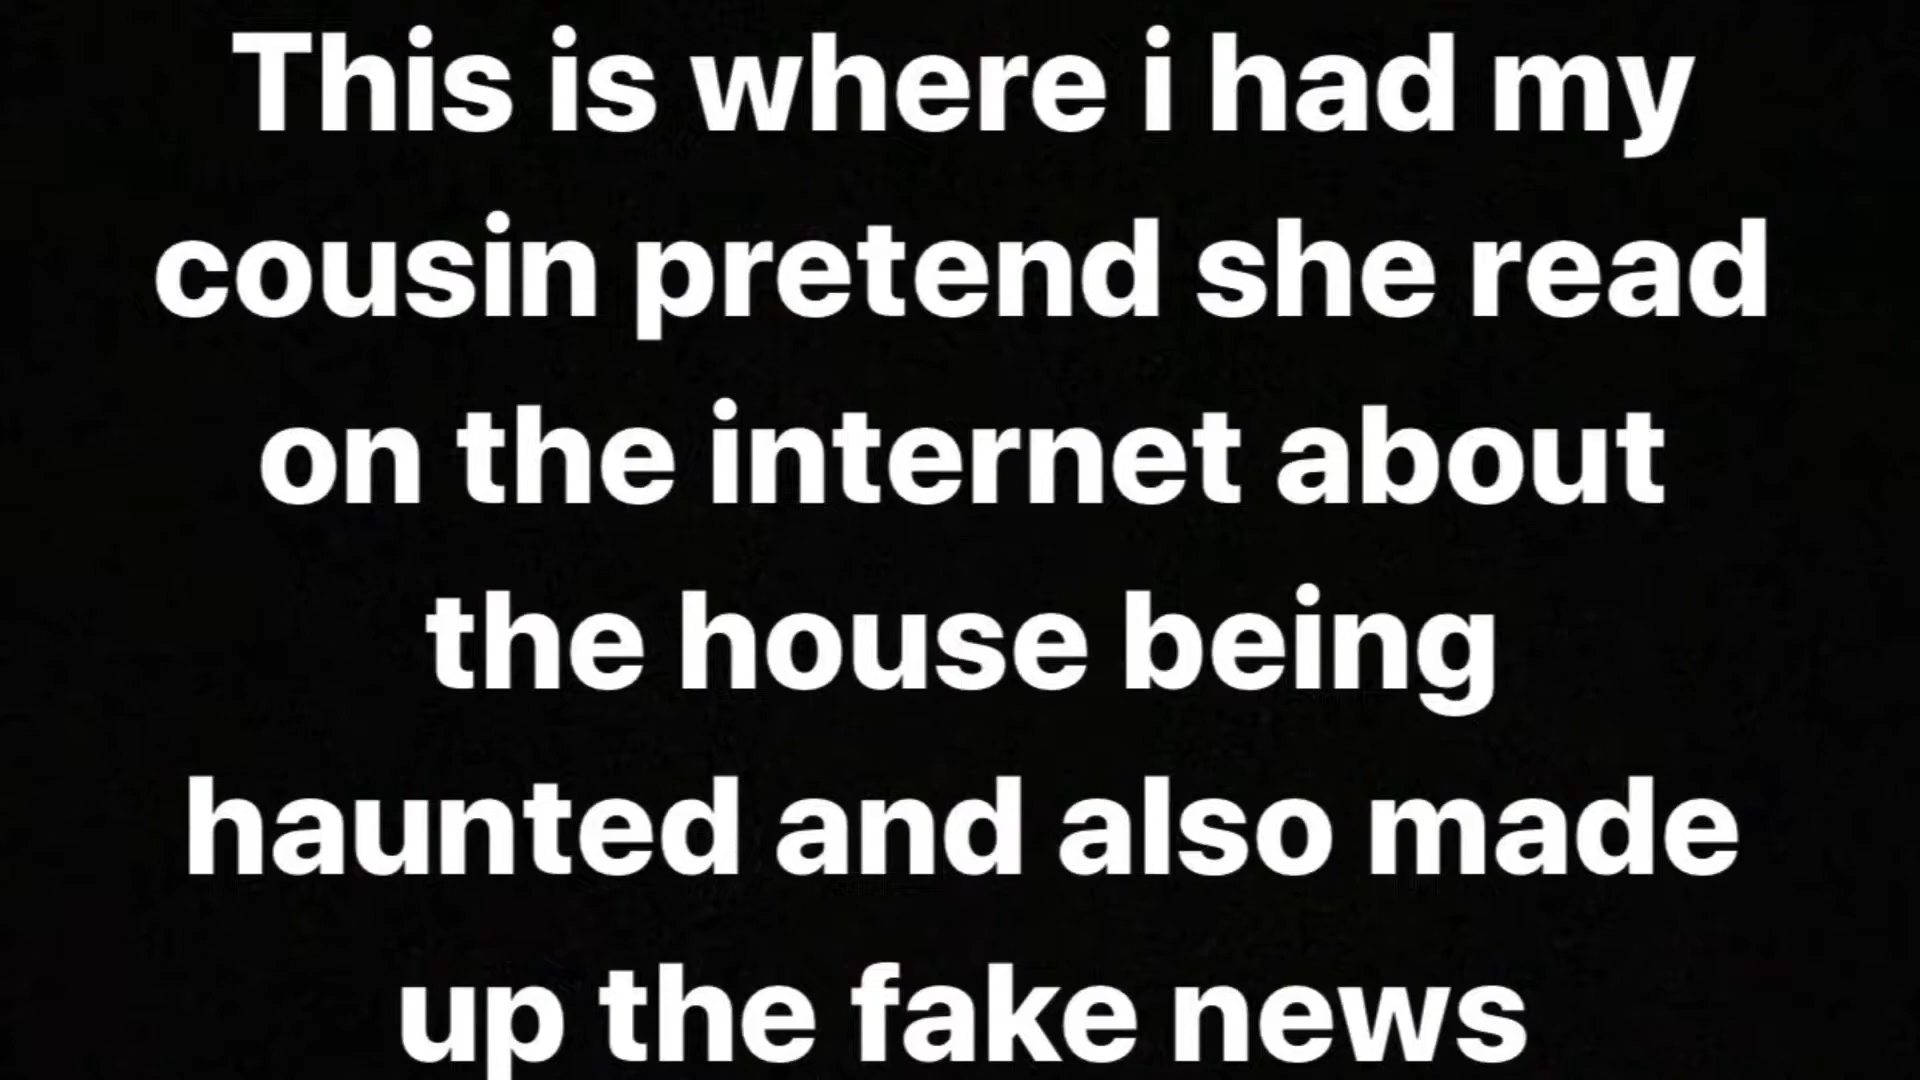 This is where i had my
cousin pretend she read
on the internet about
the house being
haunted and also made
up the fake news